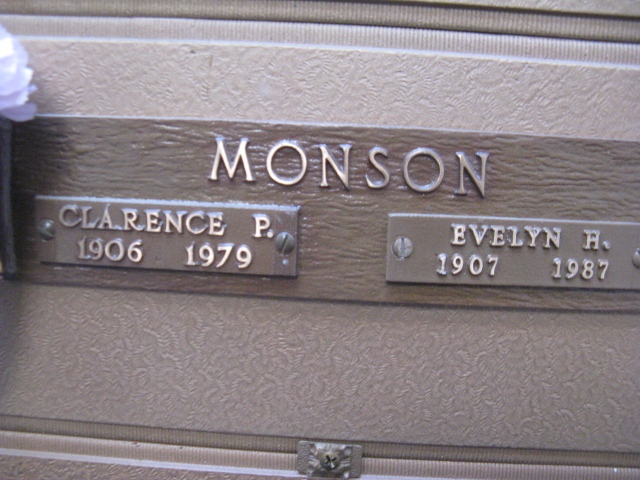 MONSON
CLARENCE P.
1906 1979
EVELYN H.
1907 1987